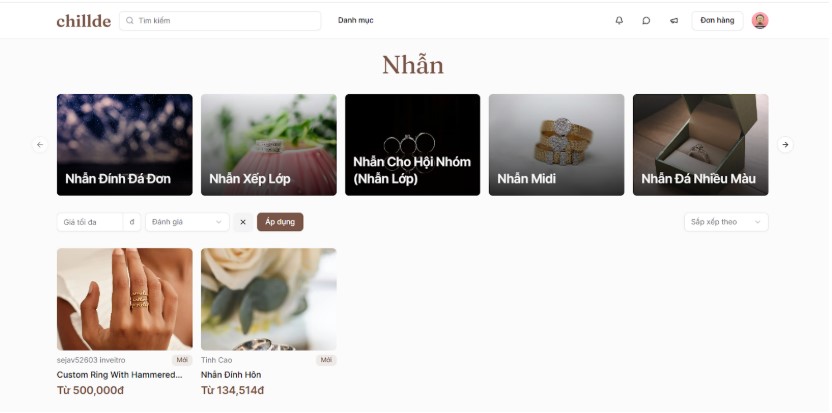 chillde
Tìm kiếm
Danh mục
Đơn hàng
Nhẫn
Nhẫn Đính Đá Đơn
Nhẫn Xếp Lớp
Nhẫn Cho Hội Nhóm
(Nhẫn Lớp)
Nhẫn Midi
Nhẫn Đá Nhiều Màu
Giá tối đa
đ
Đánh giá
Áp dụng
Sắp xếp theo
sejav52603 inveitro
Mới
Custom Ring With Hammered...
Từ 500,000đ
Tinh Cao
Mới
Nhẫn Đính Hôn
Từ 134,514đ